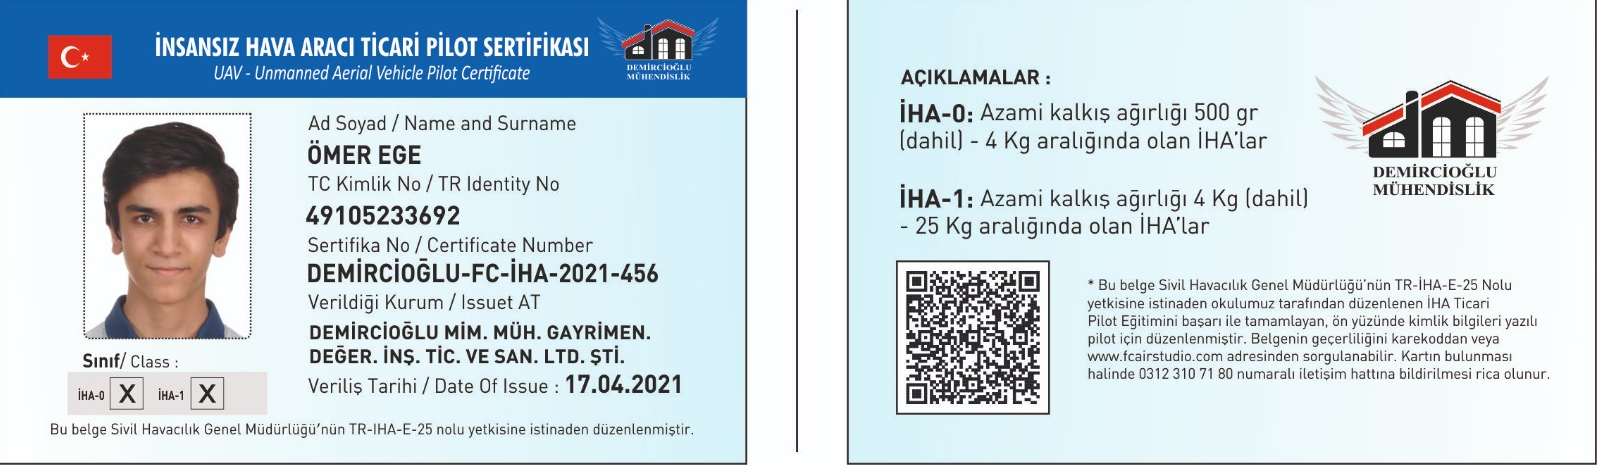 İNSANSIZ HAVA ARACI TİCARİ PİLOT SERTİFİKASI
UAV - Unmanned Aerial Vehicle Pilot Certificate
DEMİRCİOĞLU
MÜHENDİSLİK
Ad Soyad / Name and Surname
ÖMER EGE
TC Kimlik No / TR Identity No
49105233692
Sertifika No / Certificate Number
DEMİRCİOĞLU-FC-İHA-2021-456
Verildiği Kurum / Issuet AT
DEMİRCİOĞLU MİM. MÜH. GAYRİMEN.
DEĞER. İNŞ. TİC. VE SAN. LTD. ŞTİ.
Veriliş Tarihi / Date Of Issue : 17.04.2021
Sınıf/ Class :
İHA-0 X İHA-1 X
Bu belge Sivil Havacılık Genel Müdürlüğü'nün TR-IHA-E-25 nolu yetkisine istinaden düzenlenmiştir.
AÇIKLAMALAR :
İHA-0: Azami kalkış ağırlığı 500 gr
(dahil) - 4 Kg aralığında olan İHA'lar
İHA-1: Azami kalkış ağırlığı 4 Kg (dahil)
- 25 Kg aralığında olan İHA'lar
DEMİRCİOĞLU
MÜHENDİSLİK
* Bu belge Sivil Havacılık Genel Müdürlüğü'nün TR-İHA-E-25 Nolu
yetkisine istinaden okulumuz tarafından düzenlenen İHA Ticari
Pilot Eğitimini başarı ile tamamlayan, ön yüzünde kimlik bilgileri yazılı
pilot için düzenlenmiştir. Belgenin geçerliliğini karekoddan veya
www.fcairstudio.com adresinden sorgulanabilir. Kartın bulunması
halinde 0312 310 71 80 numaralı iletişim hattına bildirilmesi rica olunur.